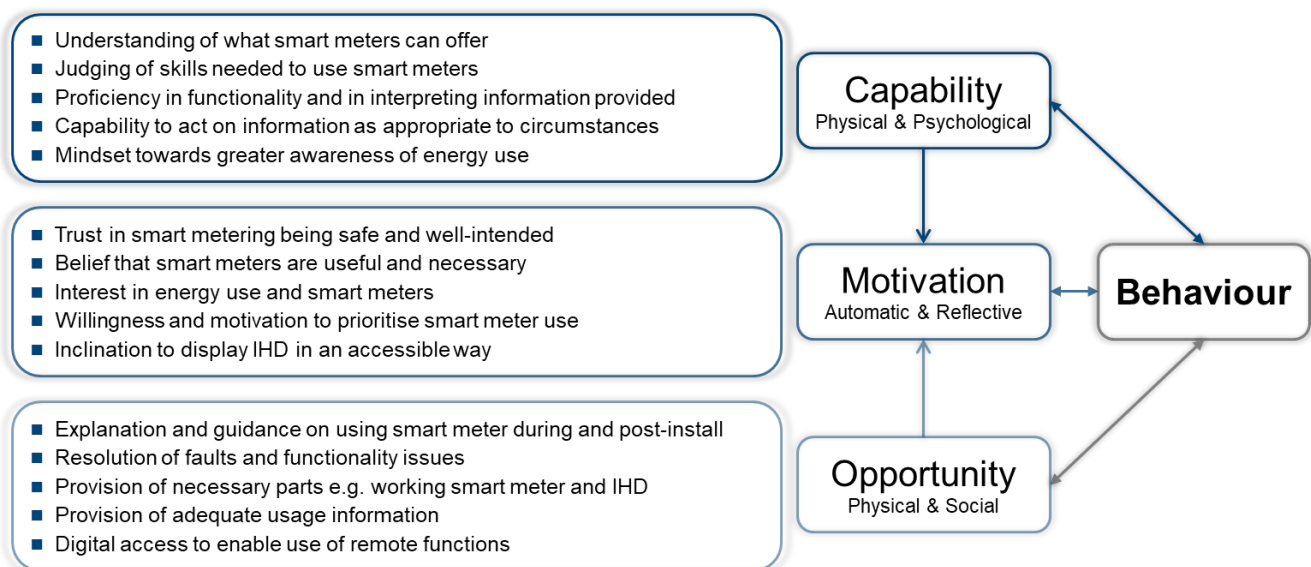 ■ Understanding of what smart meters can offer
■ Judging of skills needed to use smart meters
■ Proficiency in functionality and in interpreting information provided
■ Capability to act on information as appropriate to circumstances
■ Mindset towards greater awareness of energy use
Capability
Physical & Psychological
■ Trust in smart metering being safe and well-intended
■ Belief that smart meters are useful and necessary
■ Interest in energy use and smart meters
■ Willingness and motivation to prioritise smart meter use
■ Inclination to display IHD in an accessible way
Motivation
Automatic & Reflective
Behaviour
■ Explanation and guidance on using smart meter during and post-install
■ Resolution of faults and functionality issues
■ Provision of necessary parts e.g. working smart meter and IHD
■ Provision of adequate usage information
■ Digital access to enable use of remote functions
Opportunity
Physical & Social